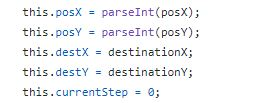 this.posX = parseInt(posX);
this.posY = parseInt(posY);
this.destX = destinationX;
this.destY = destinationY;
this.currentStep = 0;